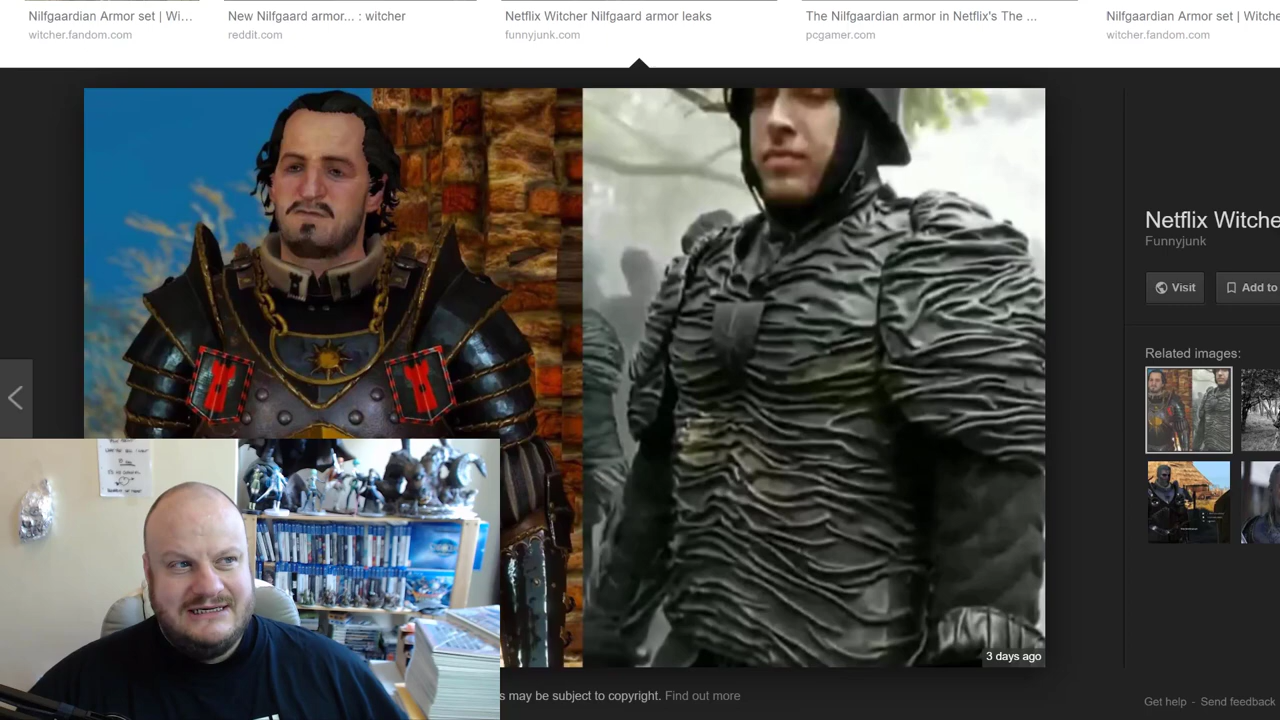 Nilfgaardian Armor set | Wi...
witcher.fandom.com
New Nilfgaard armor... : witcher
reddit.com
Netflix Witcher Nilfgaard armor leaks
funnyjunk.com
The Nilfgaardian armor in Netflix's The ...
pcgamer.com
Nilfgaardian Armor set | Witch
witcher.fandom.com
Netflix Witche
Funnyjunk
Visit
Add to
Related images:
3 days ago
s may be subject to copyright. Find out more
Get help - Send feedback